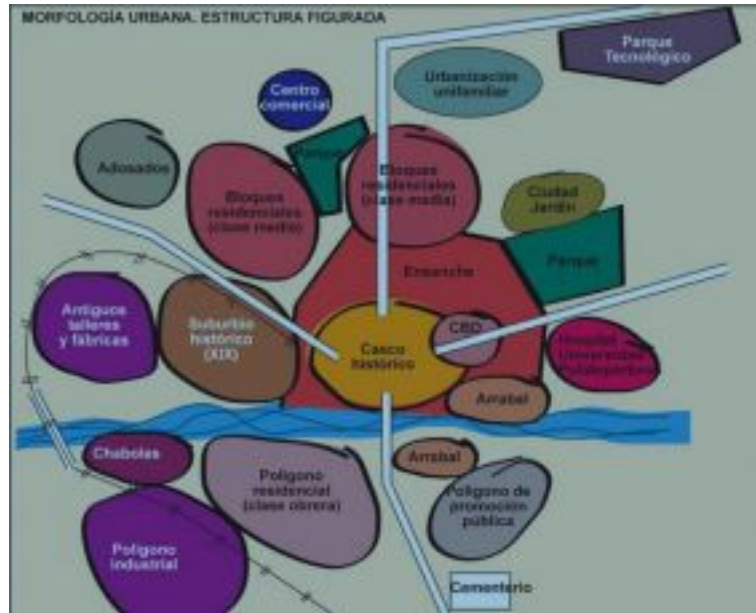 MORFOLOGÍA URBANA. ESTRUCTURA FIGURADA
Parque
Tecnológico
Urbanización
unifamiliar
Centro
comercial
Parque
Adosados
Bloques
residenciales
(clase media)
Bloques
residenciales
(clase media)
Ciudad
Jardín
Parque
Ensanche
Antiguos
talleres
y fábricas
Suburbio
histórico
(XIX)
CBD
Casco
histórico
Hospital
Universidad
Polideportivo
Arrabal
Chabolas
Arrabal
Polígono
residencial
(clase obrera)
Polígono de
promoción
pública
Polígono
industrial
Cementerio